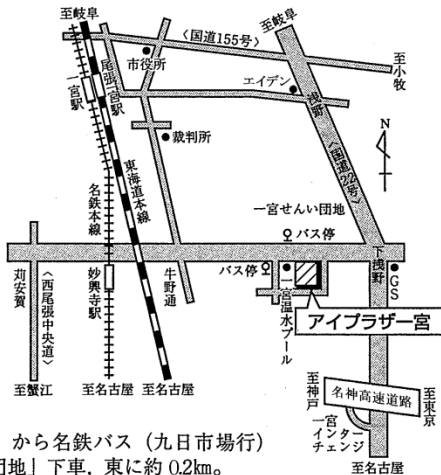 至岐阜
至岐阜
〈国道155号〉
至小牧
市役所
一宮駅
尾張一宮駅
エイデン
浅野
裁判所
N
〈国道22号〉
東海道本線
名鉄本線
一宮せんい団地
バス停
下浅野
バス停
苅安賀
〈西尾張中央道〉
妙興寺駅
牛野通
一宮温水プール
GS
アイプラザ一宮
至神戸
名神高速道路
至東京
一宮インターチェンジ
至蟹江
至名古屋
至名古屋
至名古屋
から名鉄バス（九日市場行）
団地」下車，東に約0.2km。